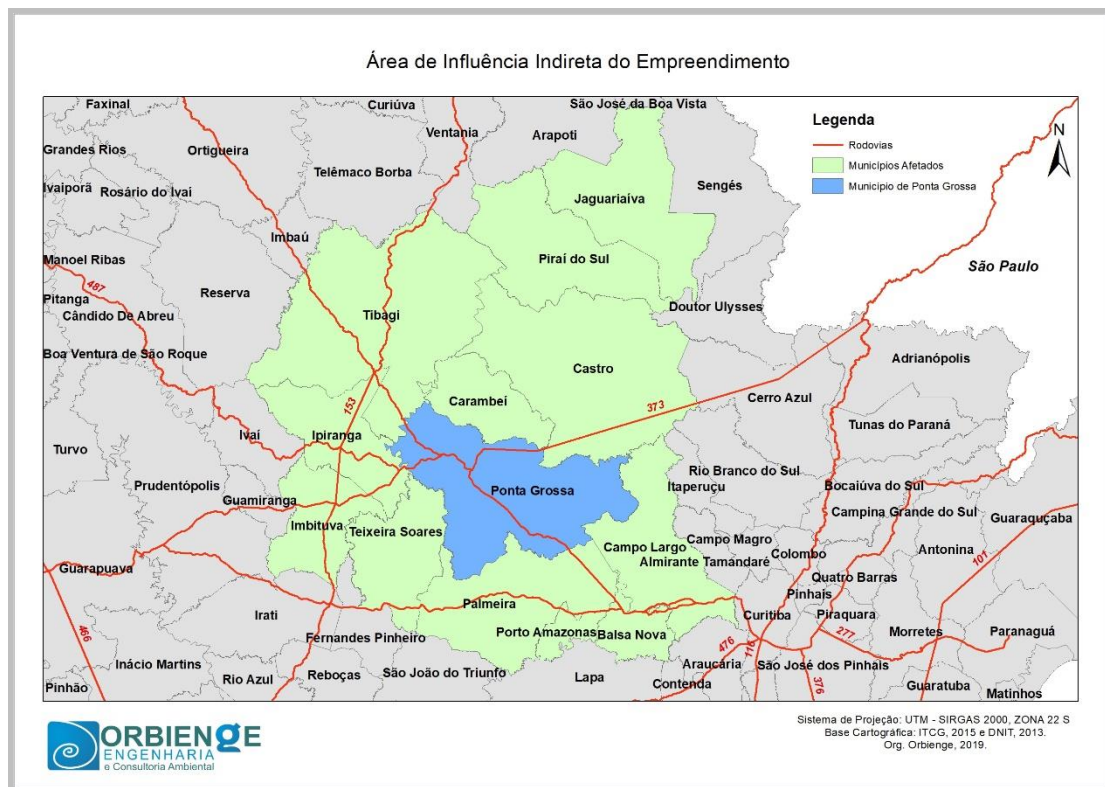 Área de Influência Indireta do Empreendimento
Faxinal
Curiúva
São José da Boa Vista
Ventania
Arapoti
Legenda
Rodovias
Municípios Afetados
Municipio de Ponta Grossa
N
Grandes Rios
Ortigueira
Telêmaco Borba
Ivaiporã
Rosário do Ivaí
Sengés
Jaguariaíva
Imbaú
Manoel Ribas
Piraí do Sul
São Paulo
487
Reserva
Pitanga
Cândido De Abreu
Tibagi
Doutor Ulysses
Boa Ventura de São Roque
Adrianópolis
Castro
Carambeí
373
Cerro Azul
153
Tunas do Paraná
Ivaí
Ipiranga
Turvo
Prudentópolis
Rio Branco do Sul
Itaperuçu
Ponta Grossa
Bocaiúva do Sul
Guamiranga
Campina Grande do Sul
Guaraquçaba
Imbituva
Teixeira Soares
Campo Magro
Campo Largo
Colombo
Antonina
Almirante Tamandaré
101
Guarapuava
Quatro Barras
Pinhais
Palmeira
Curitiba
Piraquara
Irati
466
Fernandes Pinheiro
Porto Amazonas
Balsa Nova
476
116
277
Morretes
Paranaguá
Inácio Martins
Rio Azul
Reboças
São João do Triunfo
Lapa
Araucária
Contenda
São José dos Pinhais
376
Guaratuba
Matinhos
Pinhão
ORBIENGE
ENGENHARIA
e Consultoria Ambiental
Sistema de Projeção: UTM - SIRGAS 2000, ZONA 22 S
Base Cartográfica: ITCG, 2015 e DNIT, 2013.
Org. Orbienge, 2019.